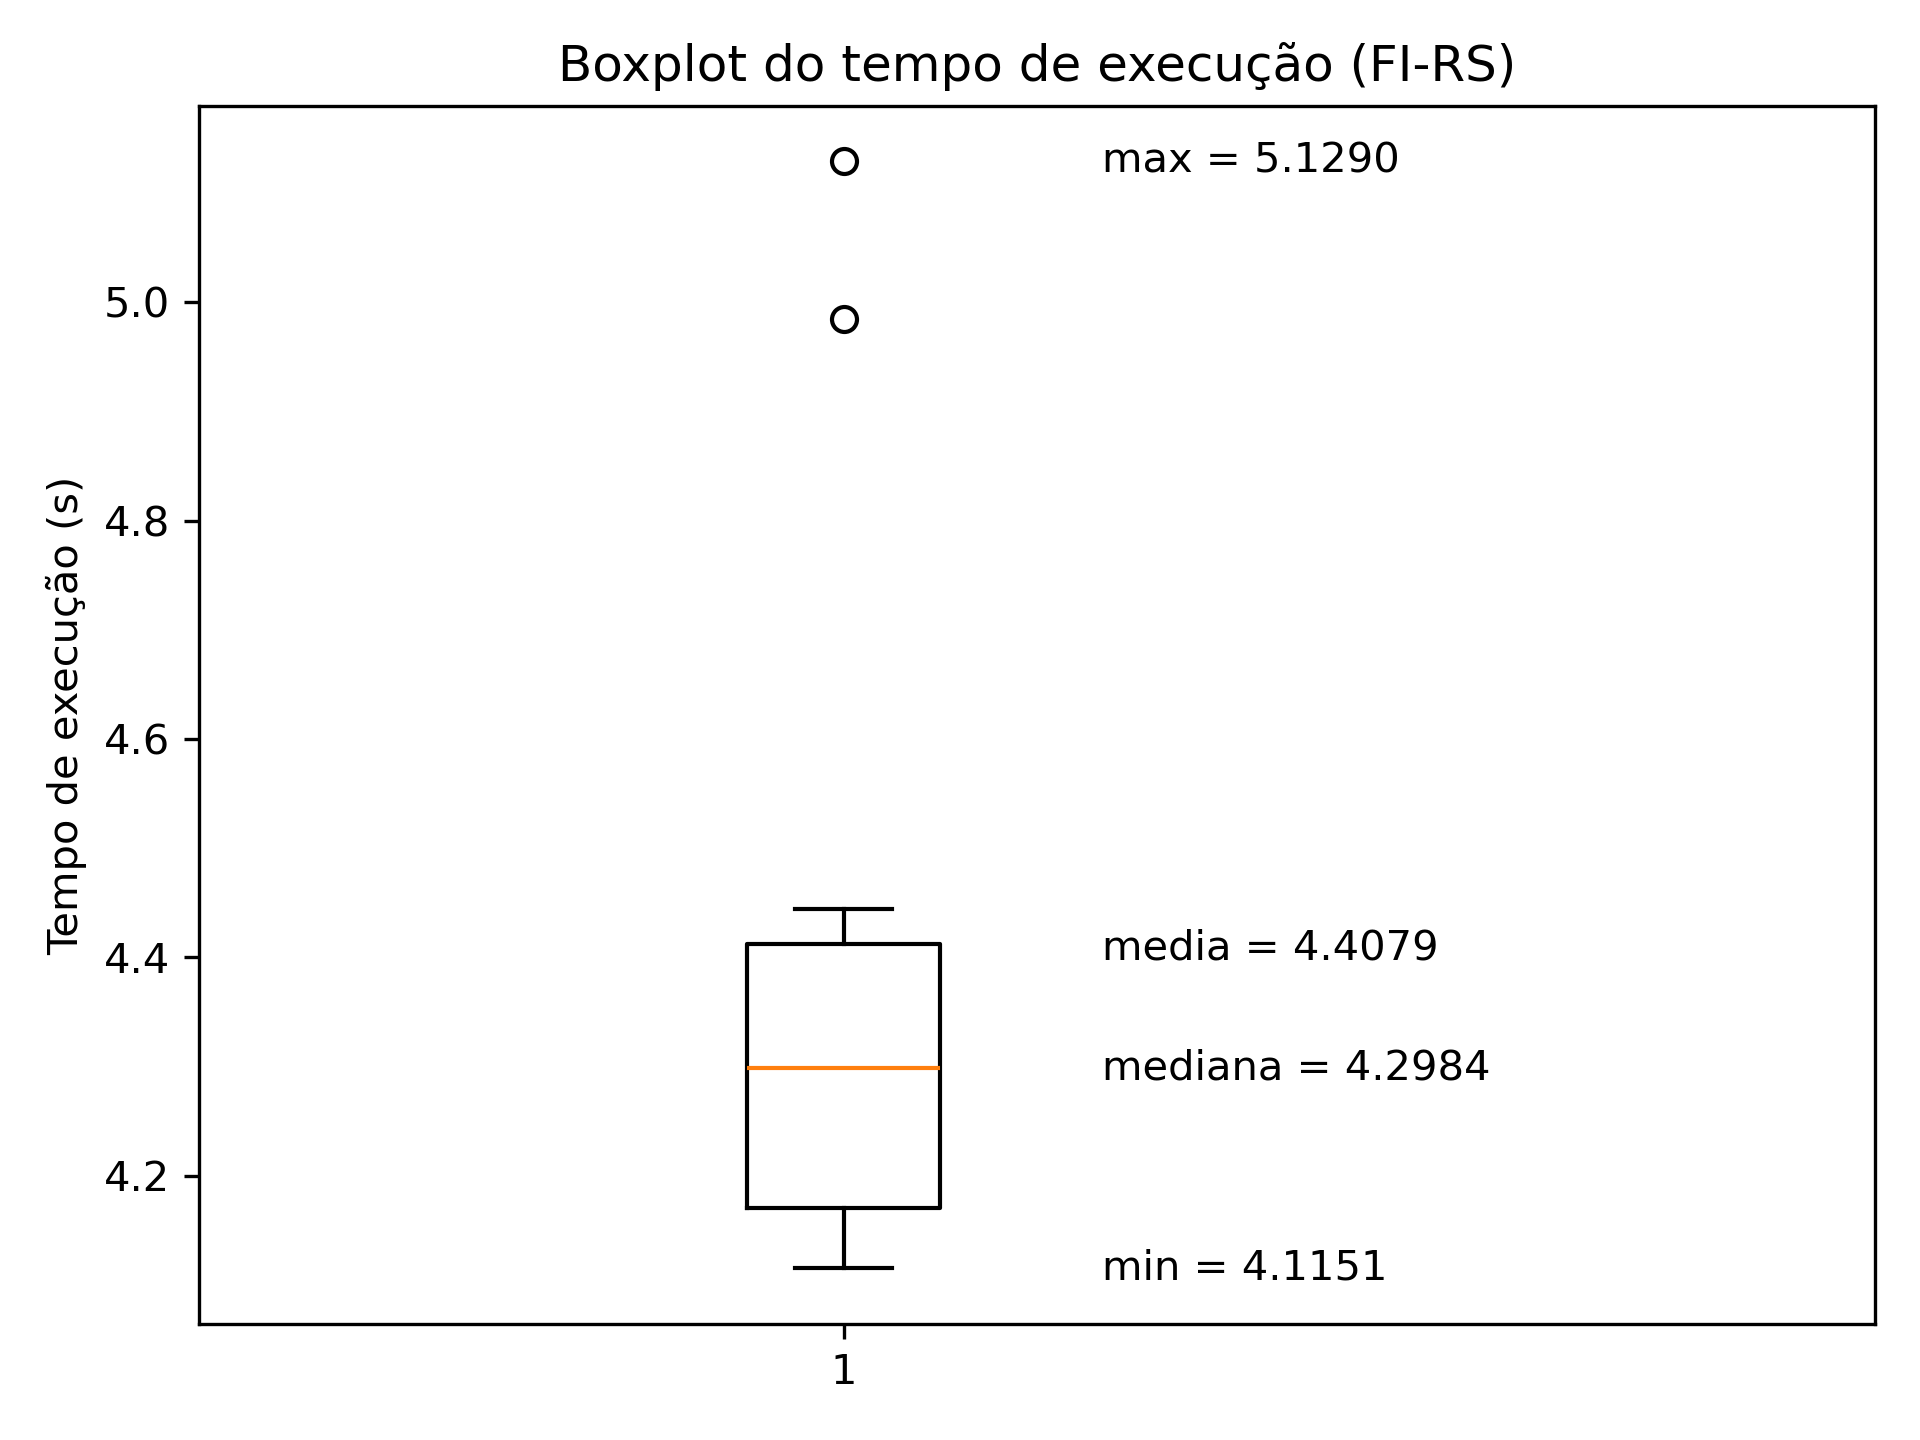 Boxplot do tempo de execução (FI-RS)
max = 5.1290
5.0
4.8
Tempo de execução (s)
4.6
4.4
media = 4.4079
mediana = 4.2984
4.2
min = 4.1151
1